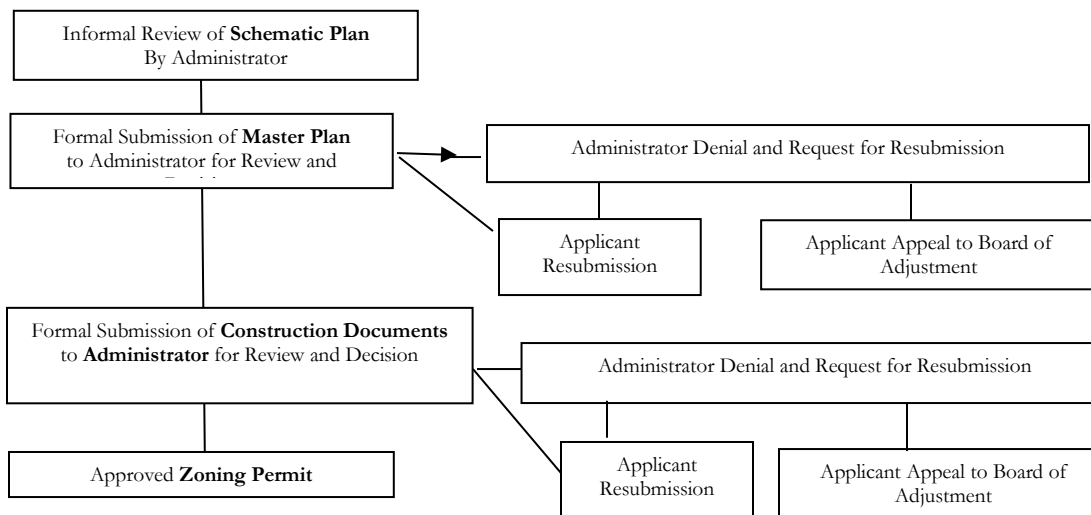 Informal Review of Schematic Plan
By Administrator
Formal Submission of Master Plan
to Administrator for Review and
Administrator Denial and Request for Resubmission
Applicant
Resubmission
Applicant Appeal to Board of
Adjustment
Formal Submission of Construction Documents
to Administrator for Review and Decision
Administrator Denial and Request for Resubmission
Applicant
Resubmission
Applicant Appeal to Board of
Adjustment
Approved Zoning Permit